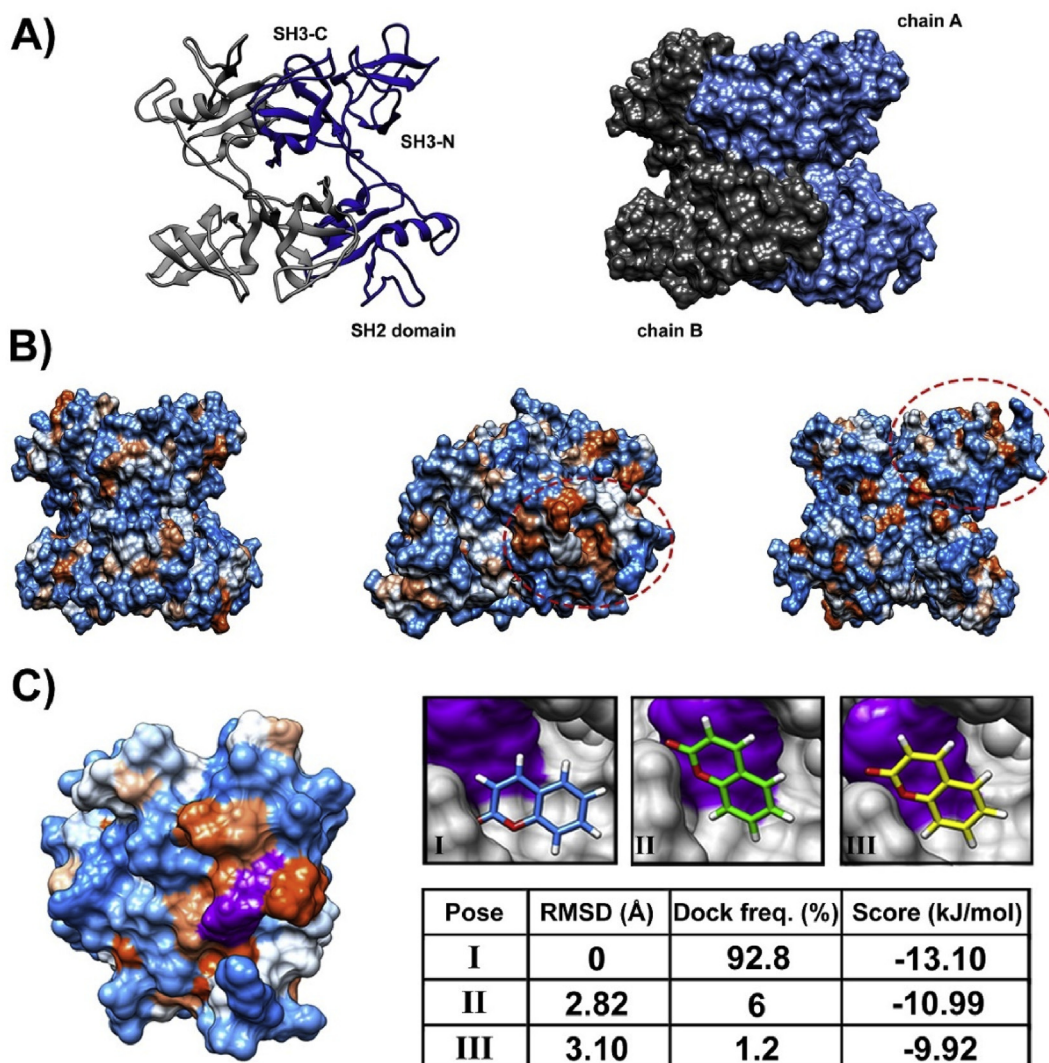 A)
SH3-C
SH3-N
SH2 domain
chain A
chain B
B)
C)
I
II
III
Pose RMSD (Å) Dock freq. (%) Score (kJ/mol)
I 0 92.8 -13.10
II 2.82 6 -10.99
III 3.10 1.2 -9.92